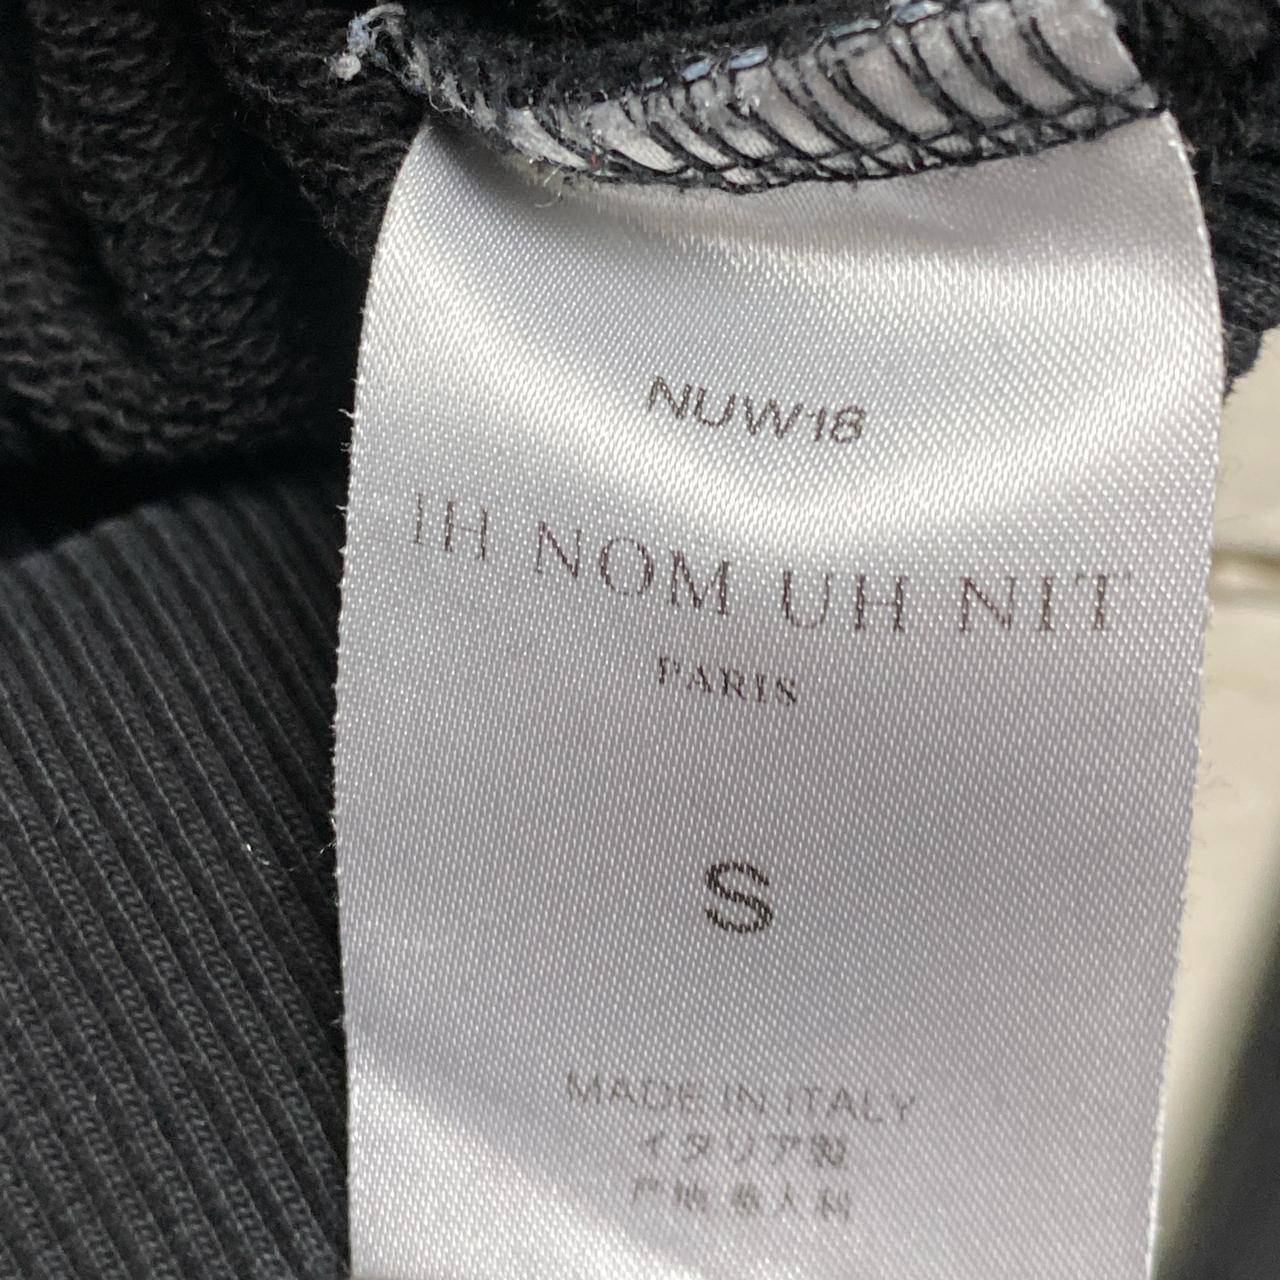 NUW18
IH NOM UH NIT
PARIS
S
MADE IN ITALY
イタリア製